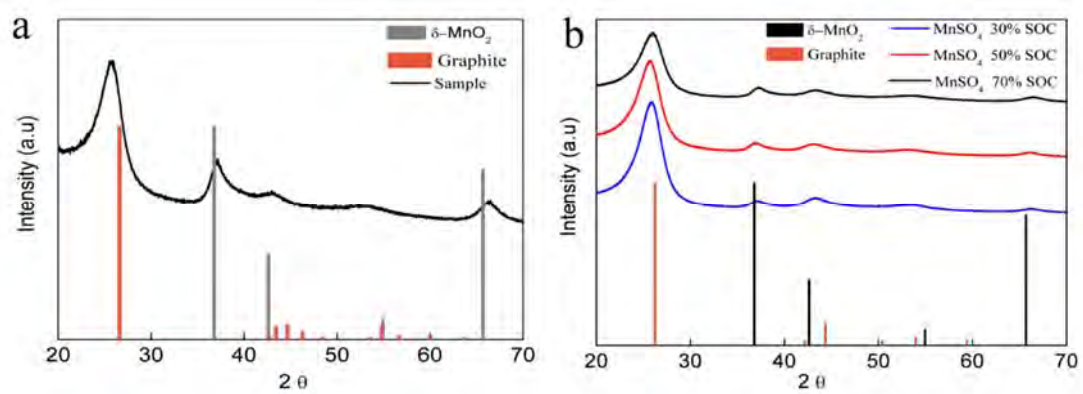 a
δ–MnO₂
Graphite
Sample
Intensity (a.u)
20 30 40 50 60 70
2 θ
b
δ–MnO₂ MnSO₄ 30% SOC
Graphite MnSO₄ 50% SOC
MnSO₄ 70% SOC
Intensity (a.u)
20 30 40 50 60 70
2 θ